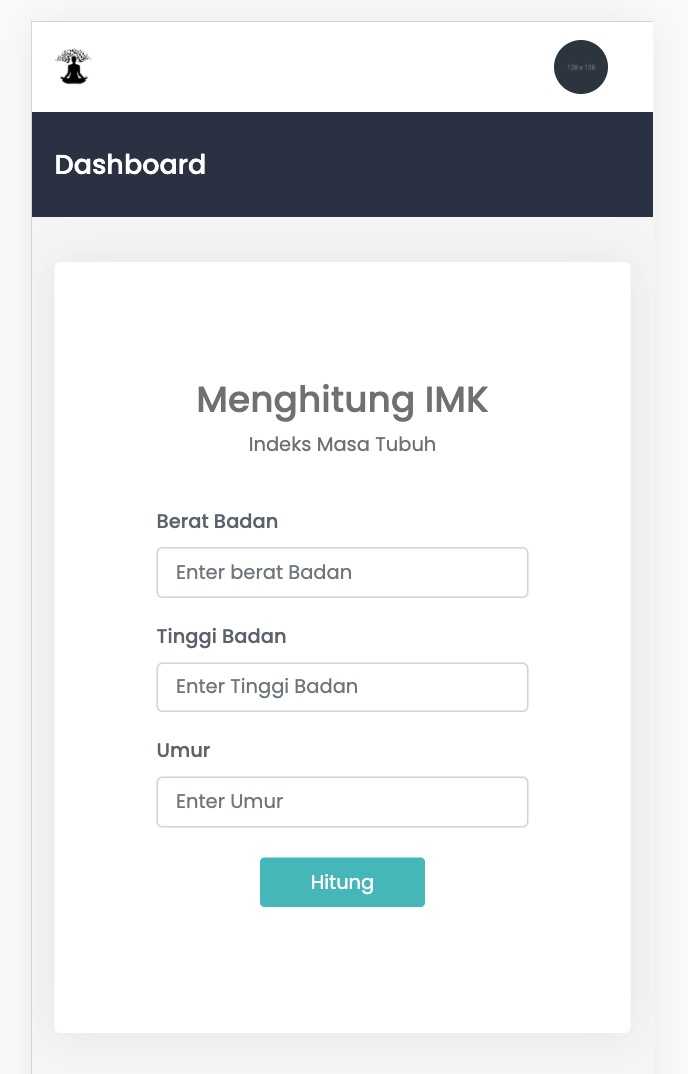 128 x 128
Dashboard
Menghitung IMK
Indeks Masa Tubuh
Berat Badan
Enter berat Badan
Tinggi Badan
Enter Tinggi Badan
Umur
Enter Umur
Hitung